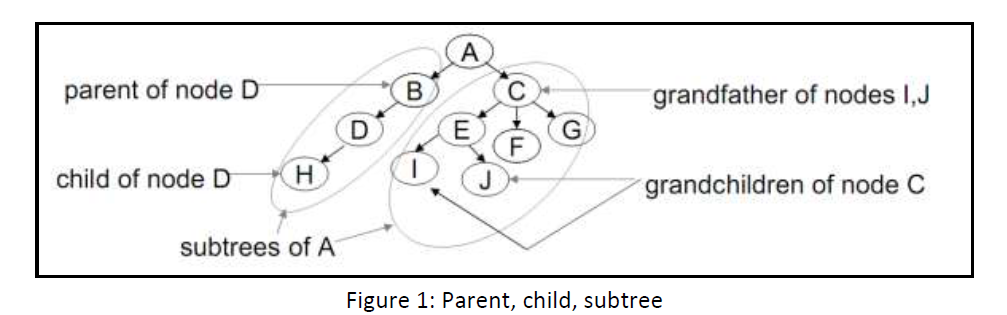 A
parent of node D
B
C
grandfather of nodes I,J
D
E
F
G
child of node D
H
I
J
grandchildren of node C
subtrees of A
Figure 1: Parent, child, subtree